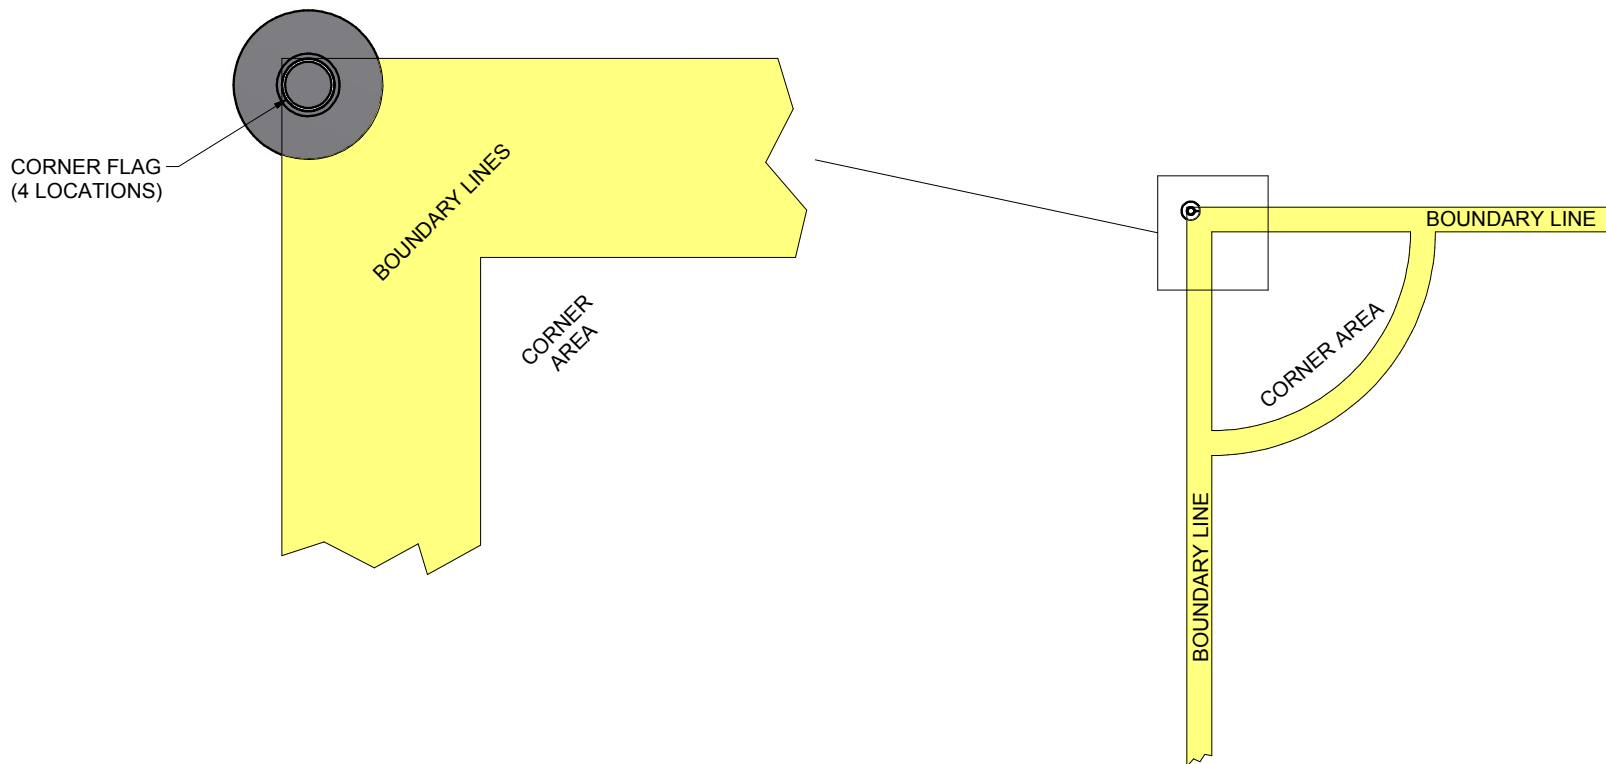 CORNER FLAG
(4 LOCATIONS)
BOUNDARY LINES
CORNER
AREA
BOUNDARY LINE
CORNER AREA
BOUNDARY LINE